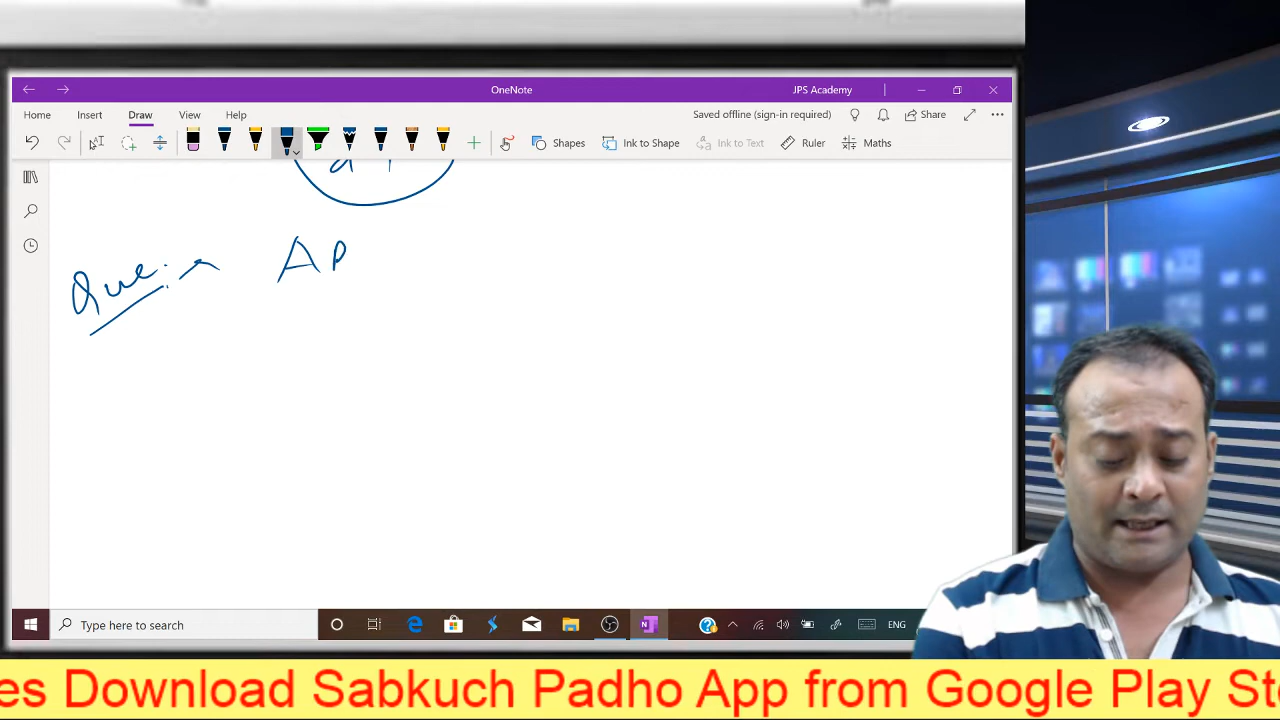 OneNote
JPS Academy
Home Insert Draw View Help
Saved offline (sign-in required)
Share
Shapes
Ink to Shape
Ink to Text
Ruler
Maths
Que:
AP
Type here to search
ENG
es Download Sabkuch Padho App from Google Play Sto